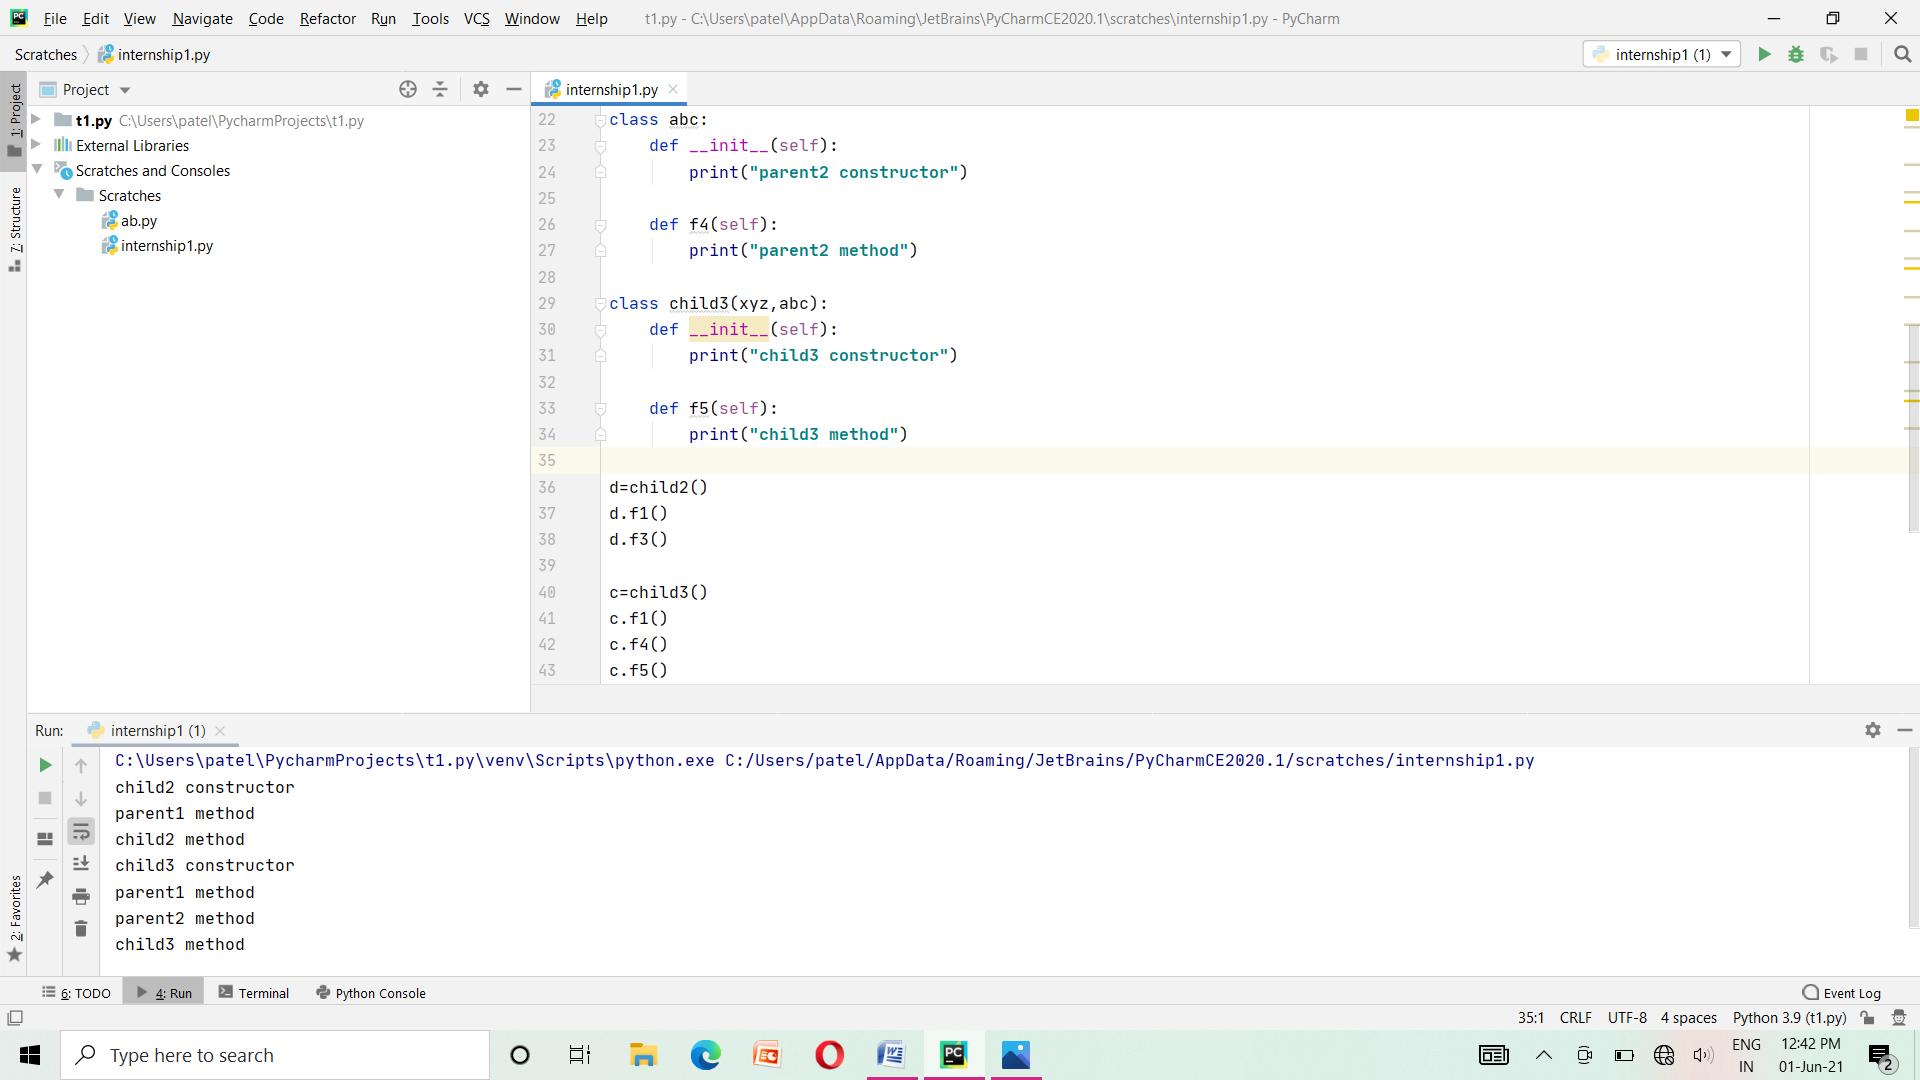 File Edit View Navigate Code Refactor Run Tools VCS Window Help t1.py - C:\Users\patel\AppData\Roaming\JetBrains\PyCharmCE2020.1\scratches\internship1.py - PyCharm
Scratches internship1.py internship1 (1)
Project
internship1.py
1: Project
7: Structure
2: Favorites
t1.py C:\Users\patel\PycharmProjects\t1.py
External Libraries
Scratches and Consoles
Scratches
ab.py
internship1.py
22 class abc:
23     def __init__(self):
24         print("parent2 constructor")
25
26     def f4(self):
27         print("parent2 method")
28
29 class child3(xyz,abc):
30     def __init__(self):
31         print("child3 constructor")
32
33     def f5(self):
34         print("child3 method")
35
36 d=child2()
37 d.f1()
38 d.f3()
39
40 c=child3()
41 c.f1()
42 c.f4()
43 c.f5()
Run: internship1 (1)
C:\Users\patel\PycharmProjects\t1.py\venv\Scripts\python.exe C:/Users/patel/AppData/Roaming/JetBrains/PyCharmCE2020.1/scratches/internship1.py
child2 constructor
parent1 method
child2 method
child3 constructor
parent1 method
parent2 method
child3 method
6: TODO 4: Run Terminal Python Console Event Log
35:1 CRLF UTF-8 4 spaces Python 3.9 (t1.py)
Type here to search
PC
ENG
IN
12:42 PM
01-Jun-21
2